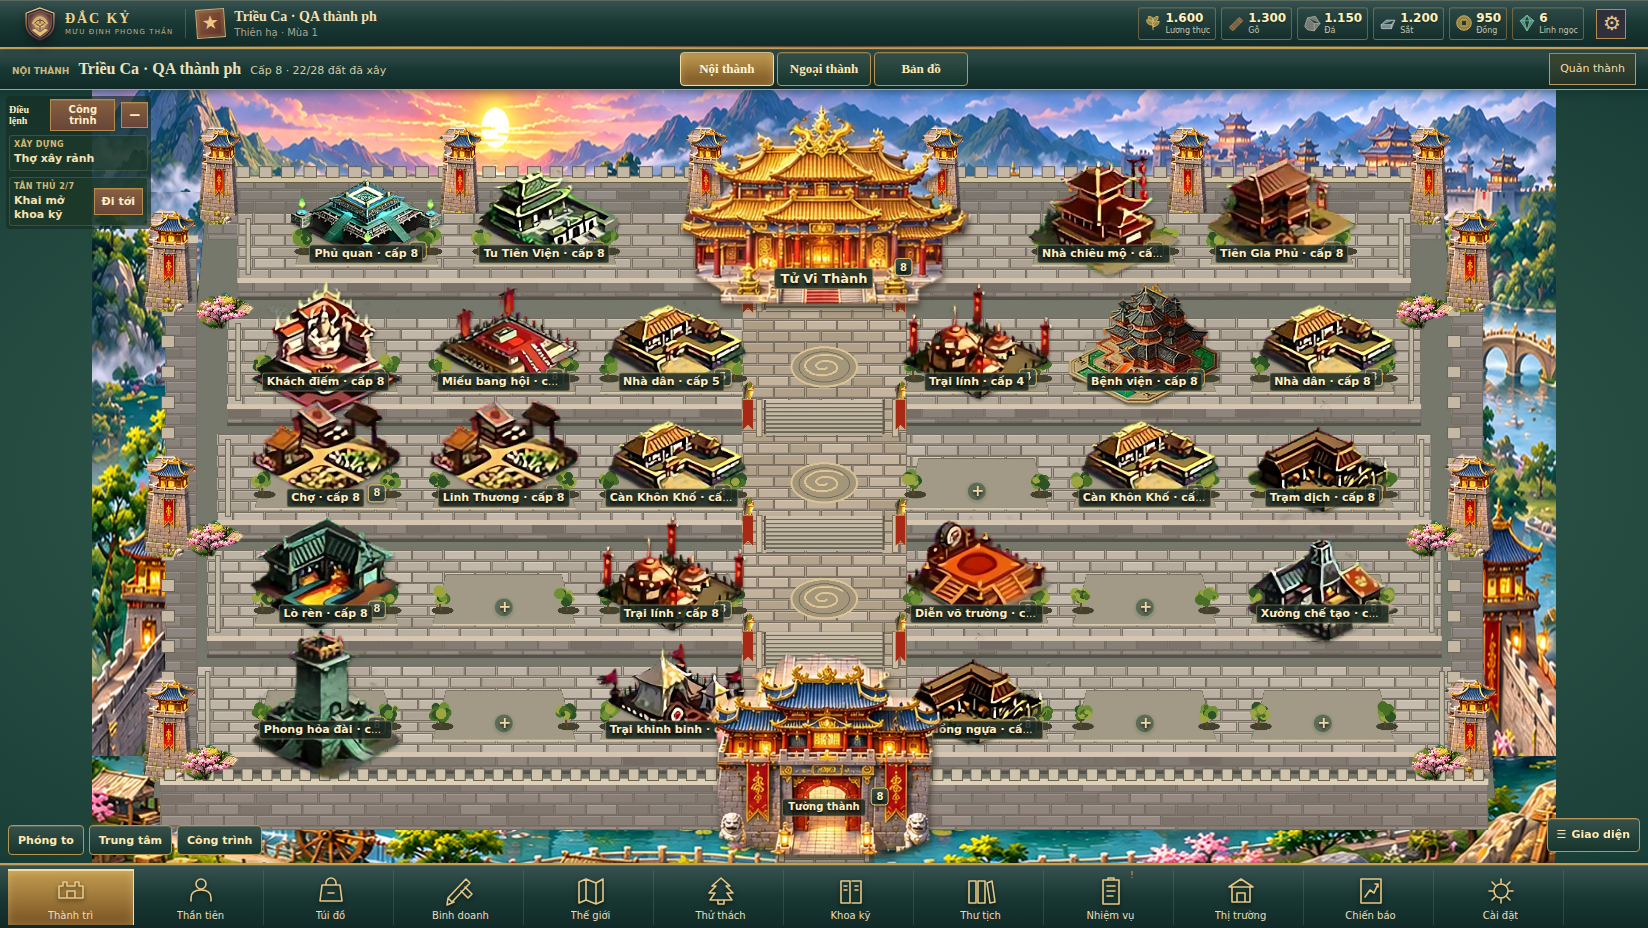 ĐẮC KỶ
MƯU ĐỊNH PHONG THẦN
Triều Ca · QA thành ph
Thiên hạ · Mùa 1
1.600
Lương thực
1.300
Gỗ
1.150
Đá
1.200
Sắt
950
Đồng
6
Linh ngọc
NỘI THÀNH Triều Ca · QA thành ph Cấp 8 · 22/28 đất đã xây
Nội thành
Ngoại thành
Bản đồ
Quản thành
Điều lệnh
Công trình
−
XÂY DỰNG
Thợ xây rảnh
TÂN THỦ 2/7
Khai mở khoa kỹ
Đi tới
Phủ quan · cấp 8
Tu Tiên Viện · cấp 8
Tử Vi Thành
8
Nhà chiêu mộ · cấ…
Tiên Gia Phủ · cấp 8
Khách điếm · cấp 8
Miếu bang hội · c…
Nhà dân · cấp 5
Trại lính · cấp 4
Bệnh viện · cấp 8
Nhà dân · cấp 8
Chợ · cấp 8
8
Linh Thương · cấp 8
Càn Khôn Khố · cấ…
+
Càn Khôn Khố · cấ…
Trạm dịch · cấp 8
Lò rèn · cấp 8
8
+
Trại lính · cấp 8
Diễn võ trường · c…
+
Xưởng chế tạo · c…
Phong hỏa đài · c…
+
Trại khinh binh ·
ồng ngựa · cấ…
+
+
Tường thành
8
Phóng to
Trung tâm
Công trình
☰ Giao diện
Thành trì
Thần tiên
Túi đồ
Binh doanh
Thế giới
Thử thách
Khoa kỹ
Thư tịch
!
Nhiệm vụ
Thị trường
Chiến báo
Cài đặt